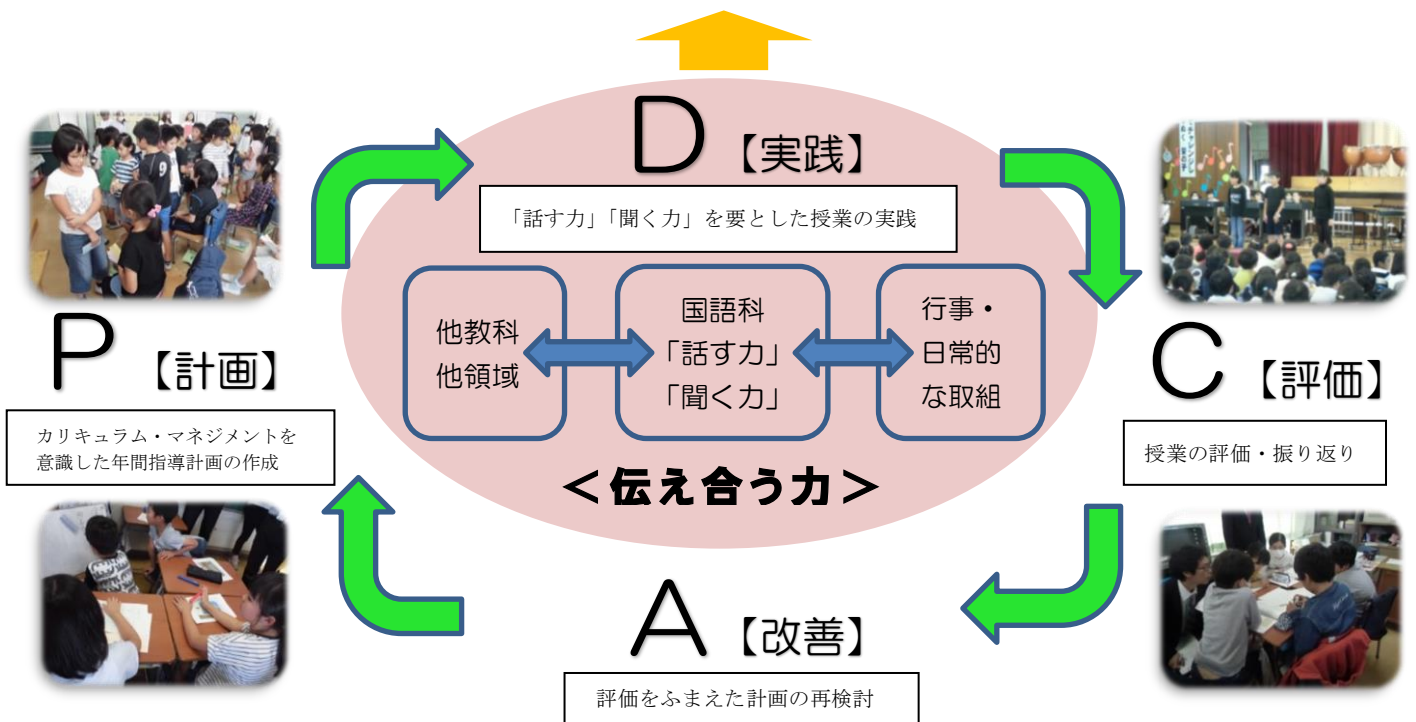 D【実践】
「話す力」「聞く力」を要とした授業の実践
他教科
他領域
国語科
「話す力」
「聞く力」
行事・
日常的
な取組
<伝え合う力>
P【計画】
カリキュラム・マネジメントを
意識した年間指導計画の作成
C【評価】
授業の評価・振り返り
A【改善】
評価をふまえた計画の再検討